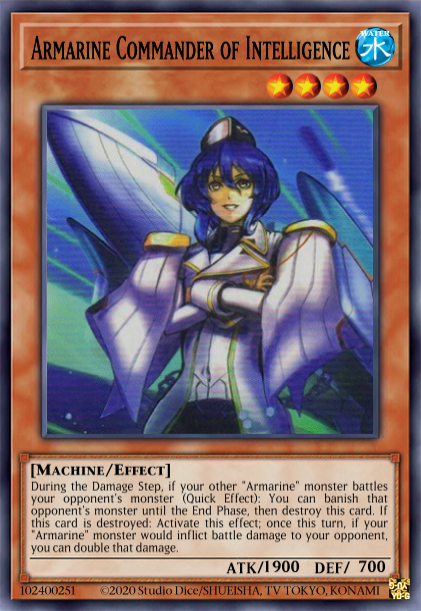 Armarine Commander of Intelligence
WATER
水
[Machine/Effect]
During the Damage Step, if your other "Armarine" monster battles
your opponent's monster (Quick Effect): You can banish that
opponent's monster until the End Phase, then destroy this card. If
this card is destroyed: Activate this effect; once this turn, if your
"Armarine" monster would inflict battle damage to your opponent,
you can double that damage.
ATK/1900 DEF/ 700
102400251 ©2020 Studio Dice/SHUEISHA, TV TOKYO, KONAMI